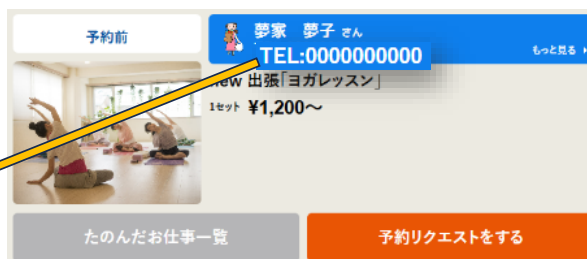 予約前
夢家 夢子 さん
TEL:0000000000
もっと見る
new 出張「ヨガレッスン」
1セット ¥1,200～
たのんだお仕事一覧
予約リクエストをする